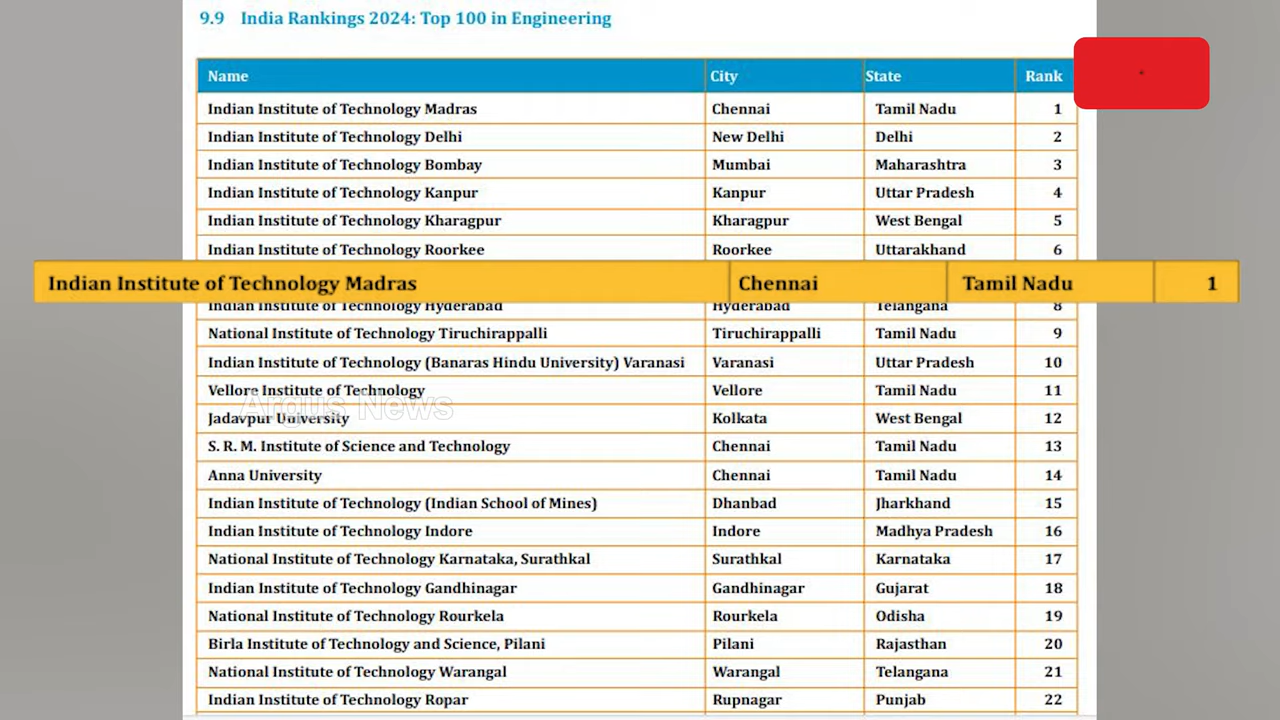 9.9 India Rankings 2024: Top 100 in Engineering
Name City State Rank
Indian Institute of Technology Madras Chennai Tamil Nadu 1
Indian Institute of Technology Delhi New Delhi Delhi 2
Indian Institute of Technology Bombay Mumbai Maharashtra 3
Indian Institute of Technology Kanpur Kanpur Uttar Pradesh 4
Indian Institute of Technology Kharagpur Kharagpur West Bengal 5
Indian Institute of Technology Roorkee Roorkee Uttarakhand 6
Indian Institute of Technology Madras Chennai Tamil Nadu 1
Indian Institute of Technology Hyderabad Hyderabad Telangana 8
National Institute of Technology Tiruchirappalli Tiruchirappalli Tamil Nadu 9
Indian Institute of Technology (Banaras Hindu University) Varanasi Varanasi Uttar Pradesh 10
Vellore Institute of Technology Vellore Tamil Nadu 11
Argus News
Jadavpur University Kolkata West Bengal 12
S. R. M. Institute of Science and Technology Chennai Tamil Nadu 13
Anna University Chennai Tamil Nadu 14
Indian Institute of Technology (Indian School of Mines) Dhanbad Jharkhand 15
Indian Institute of Technology Indore Indore Madhya Pradesh 16
National Institute of Technology Karnataka, Surathkal Surathkal Karnataka 17
Indian Institute of Technology Gandhinagar Gandhinagar Gujarat 18
National Institute of Technology Rourkela Rourkela Odisha 19
Birla Institute of Technology and Science, Pilani Pilani Rajasthan 20
National Institute of Technology Warangal Warangal Telangana 21
Indian Institute of Technology Ropar Rupnagar Punjab 22